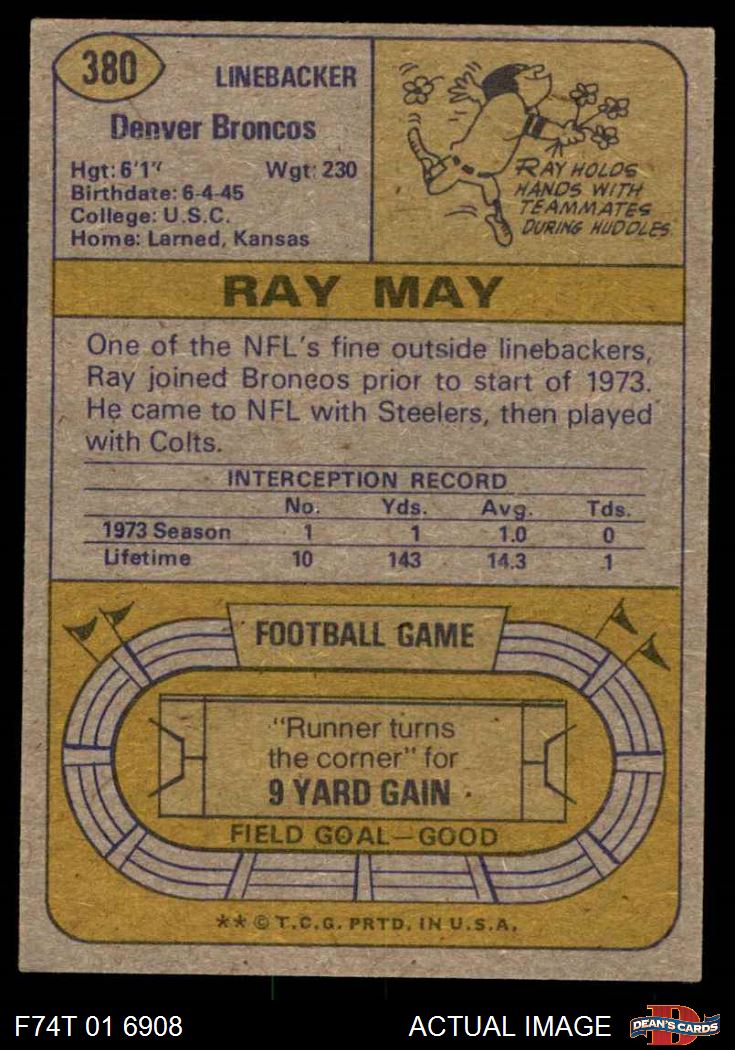 380
LINEBACKER
Denver Broncos
Hgt: 6'1" Wgt: 230
Birthdate: 6-4-45
College: U.S.C.
Home: Larned, Kansas
RAY HOLDS
HANDS WITH
TEAMMATES
DURING HUDDLES.
RAY MAY
One of the NFL's fine outside linebackers,
Ray joined Broncos prior to start of 1973.
He came to NFL with Steelers, then played
with Colts.
INTERCEPTION RECORD
No. Yds. Avg. Tds.
1973 Season 1 1 1.0 0
Lifetime 10 143 14.3 1
FOOTBALL GAME
"Runner turns
the corner" for
9 YARD GAIN
FIELD GOAL—GOOD
** © T.C.G. PRTD. IN U.S.A.
F74T 01 6908
ACTUAL IMAGE
D
DEAN'S CARDS